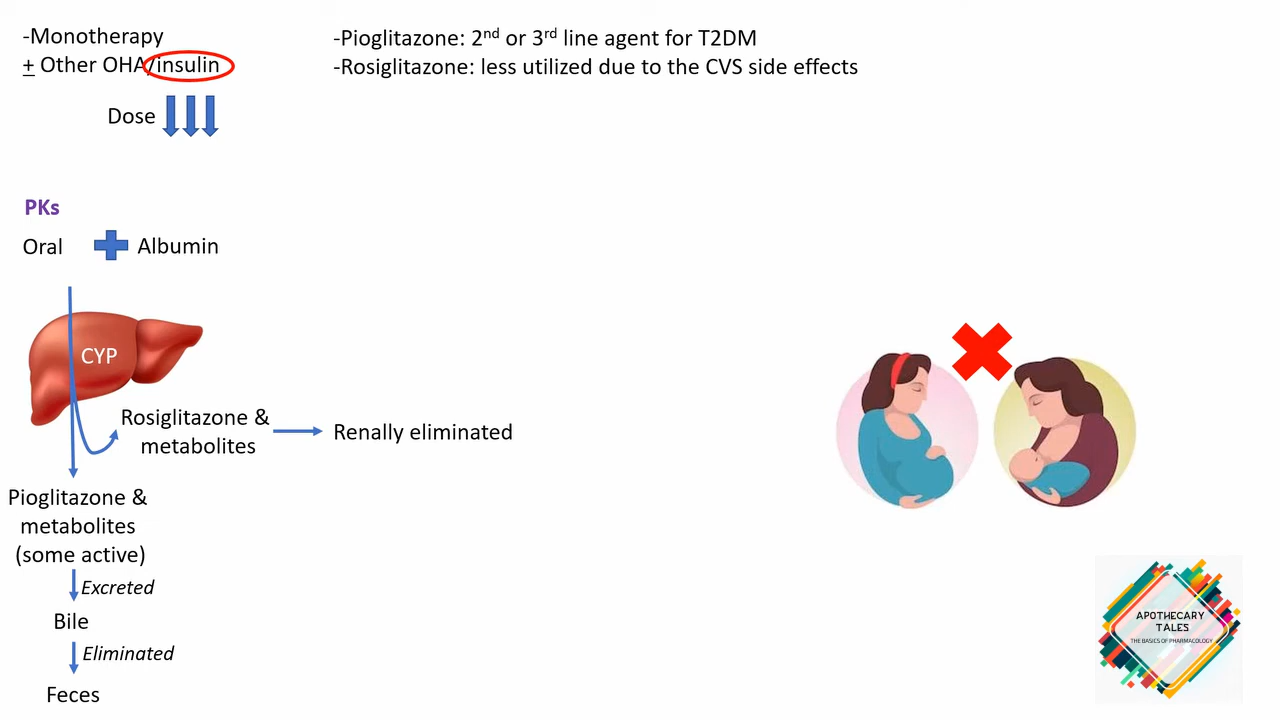 -Monotherapy
+ Other OHA/insulin
Dose
-Pioglitazone: 2nd or 3rd line agent for T2DM
-Rosiglitazone: less utilized due to the CVS side effects
PKs
Oral
Albumin
CYP
Rosiglitazone &
metabolites
Renally eliminated
Pioglitazone &
metabolites
(some active)
Excreted
Bile
Eliminated
Feces
APOTHECARY
TALES
THE BASICS OF PHARMACOLOGY